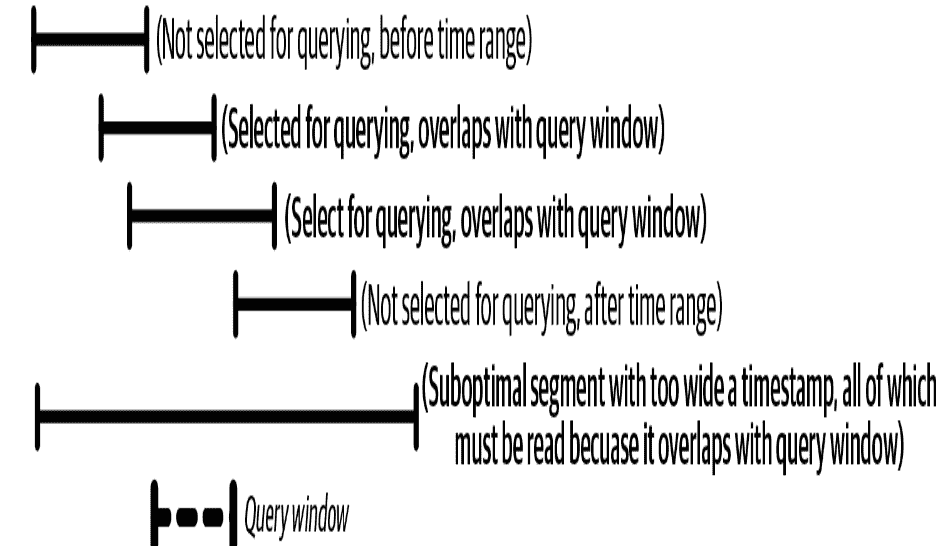 (Not selected for querying, before time range)
(Selected for querying, overlaps with query window)
(Select for querying, overlaps with query window)
(Not selected for querying, after time range)
(Suboptimal segment with too wide a timestamp, all of which
must be read becuase it overlaps with query window)
Query window